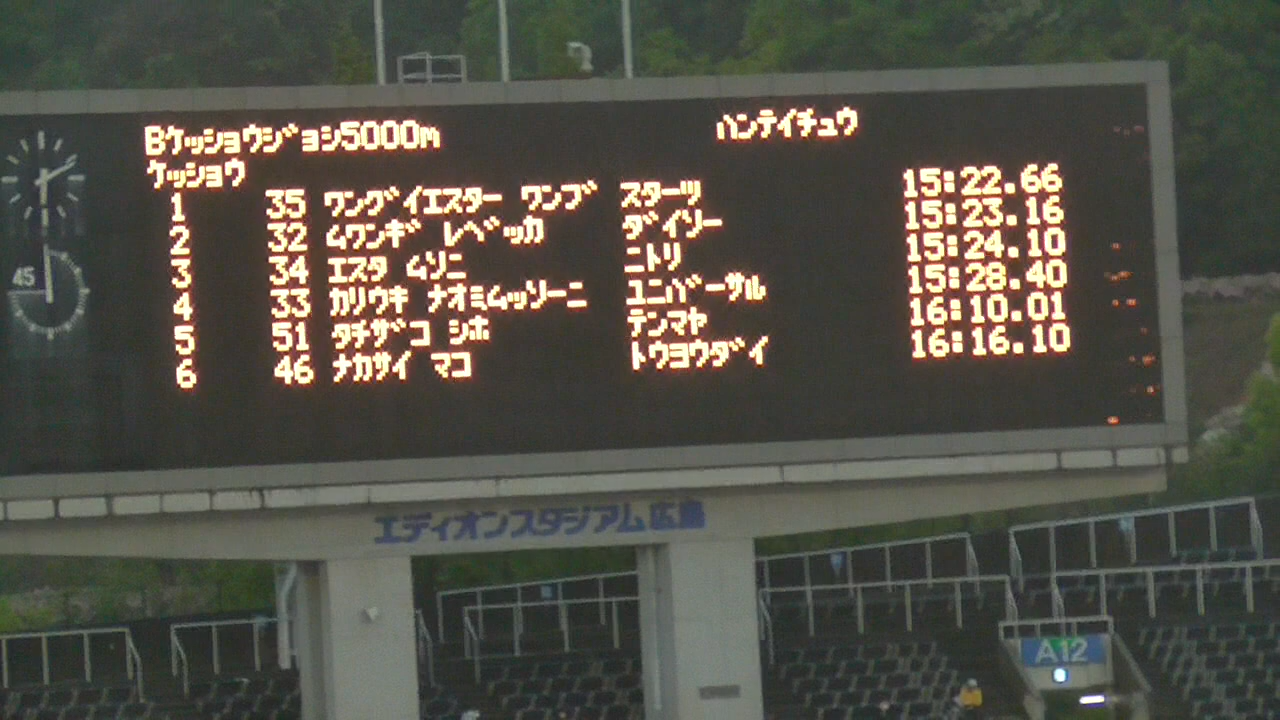 Bケッショウジョシ5000m ハンテイチュウ
ケッショウ
1 35 ワングイエスター ワンブ スターツ 15:22.66
2 32 ムワンギ レベッカ ダイソー 15:23.16
3 34 エスタ ムソニ ニトリ 15:24.10
4 33 カリウキ ナオミムッソーニ ユニバーサル 15:28.40
5 51 タチザコ シホ テンマヤ 16:10.01
6 46 ナカサイ マコ トウヨウダイ 16:16.10
45
エディオンスタジアム広島
A12